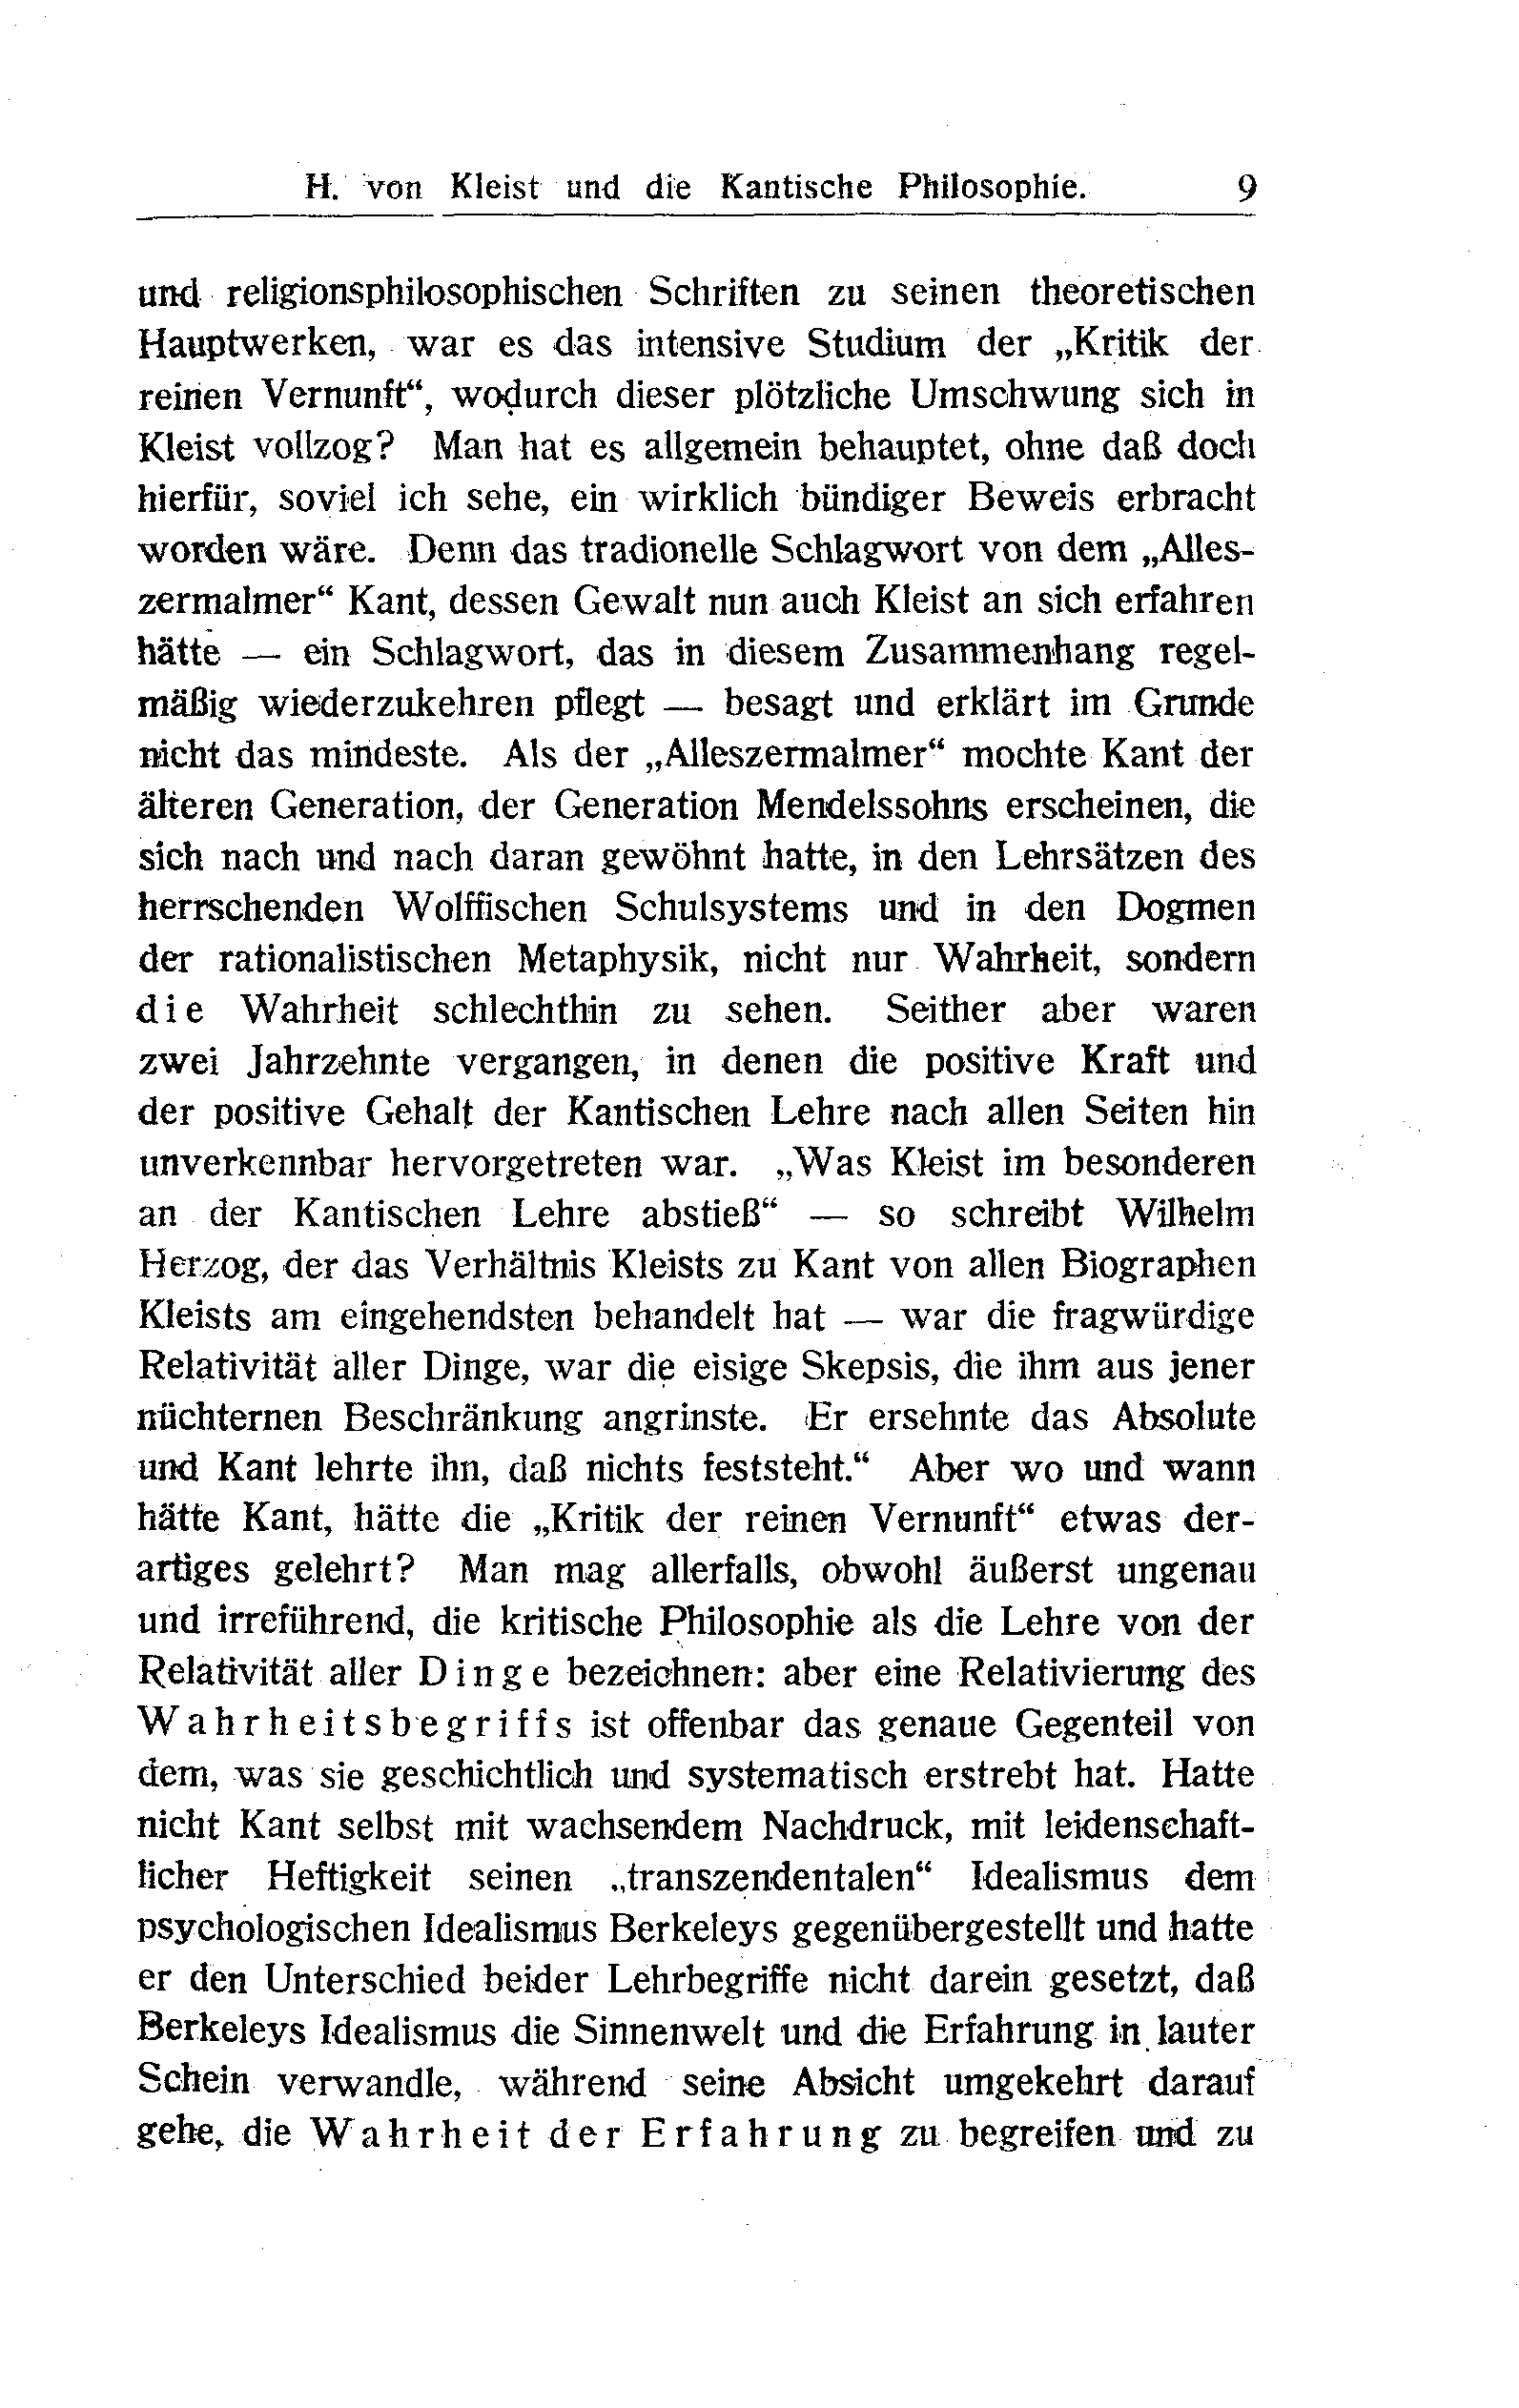 H. von Kleist und die Kantische Philosophie. 9
und religionsphilosophischen Schriften zu seinen theoretischen
Hauptwerken, war es das intensive Studium der „Kritik der
reinen Vernunft“, wodurch dieser plötzliche Umschwung sich in
Kleist vollzog? Man hat es allgemein behauptet, ohne daß doch
hierfür, soviel ich sehe, ein wirklich bündiger Beweis erbracht
worden wäre. Denn das tradionelle Schlagwort von dem „Alles-
zermalmer“ Kant, dessen Gewalt nun auch Kleist an sich erfahren
hätte — ein Schlagwort, das in diesem Zusammenhang regel-
mäßig wiederzukehren pflegt — besagt und erklärt im Grunde
nicht das mindeste. Als der „Alleszermalmer“ mochte Kant der
älteren Generation, der Generation Mendelssohns erscheinen, die
sich nach und nach daran gewöhnt hatte, in den Lehrsätzen des
herrschenden Wolffischen Schulsystems und in den Dogmen
der rationalistischen Metaphysik, nicht nur Wahrheit, sondern
die Wahrheit schlechthin zu sehen. Seither aber waren
zwei Jahrzehnte vergangen, in denen die positive Kraft und
der positive Gehalt der Kantischen Lehre nach allen Seiten hin
unverkennbar hervorgetreten war. „Was Kleist im besonderen
an der Kantischen Lehre abstieß“ — so schreibt Wilhelm
Herzog, der das Verhältnis Kleists zu Kant von allen Biographen
Kleists am eingehendsten behandelt hat — war die fragwürdige
Relativität aller Dinge, war die eisige Skepsis, die ihm aus jener
nüchternen Beschränkung angrinste. Er ersehnte das Absolute
und Kant lehrte ihn, daß nichts feststeht.“ Aber wo und wann
hätte Kant, hätte die „Kritik der reinen Vernunft“ etwas der-
artiges gelehrt? Man mag allerfalls, obwohl äußerst ungenau
und irreführend, die kritische Philosophie als die Lehre von der
Relativität aller Dinge bezeichnen: aber eine Relativierung des
Wahrheitsbegriffs ist offenbar das genaue Gegenteil von
dem, was sie geschichtlich und systematisch erstrebt hat. Hatte
nicht Kant selbst mit wachsendem Nachdruck, mit leidenschaft-
licher Heftigkeit seinen „transzendentalen“ Idealismus dem
psychologischen Idealismus Berkeleys gegenübergestellt und hatte
er den Unterschied beider Lehrbegriffe nicht darein gesetzt, daß
Berkeleys Idealismus die Sinnenwelt und die Erfahrung in lauter
Schein verwandle, während seine Absicht umgekehrt darauf
gehe, die Wahrheit der Erfahrung zu begreifen und zu